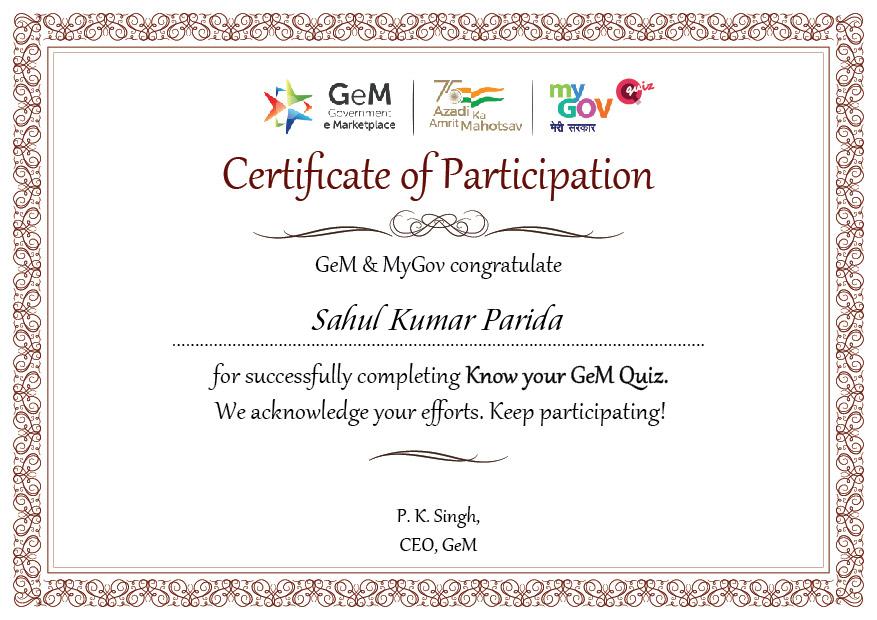 GeM
Government
e Marketplace
75
Azadi Ka
Amrit Mahotsav
my
GOV
मेरी सरकार
quiz
Certificate of Participation
GeM & MyGov congratulate
Sahul Kumar Parida
for successfully completing Know your GeM Quiz.
We acknowledge your efforts. Keep participating!
P. K. Singh,
CEO, GeM